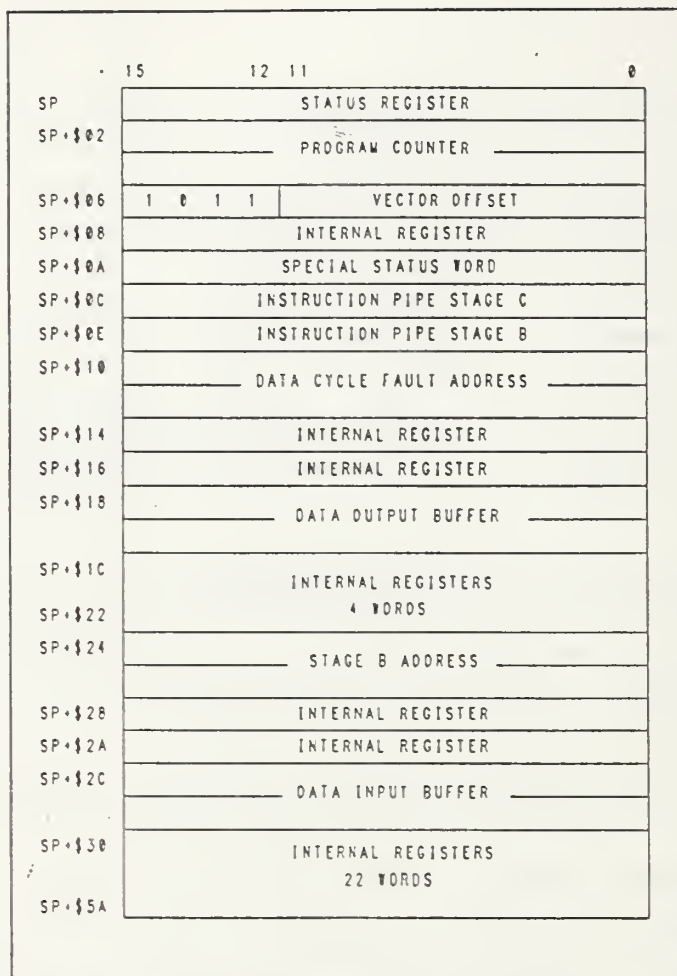 15 12 11 0
SP STATUS REGISTER
SP+$02 PROGRAM COUNTER
SP+$06 1 0 1 1 VECTOR OFFSET
SP+$08 INTERNAL REGISTER
SP+$0A SPECIAL STATUS WORD
SP+$0C INSTRUCTION PIPE STAGE C
SP+$0E INSTRUCTION PIPE STAGE B
SP+$10 DATA CYCLE FAULT ADDRESS
SP+$14 INTERNAL REGISTER
SP+$16 INTERNAL REGISTER
SP+$18 DATA OUTPUT BUFFER
SP+$1C
INTERNAL REGISTERS
4 WORDS
SP+$22
SP+$24 STAGE B ADDRESS
SP+$28 INTERNAL REGISTER
SP+$2A INTERNAL REGISTER
SP+$2C DATA INPUT BUFFER
SP+$30 INTERNAL REGISTERS
22 WORDS
SP+$5A